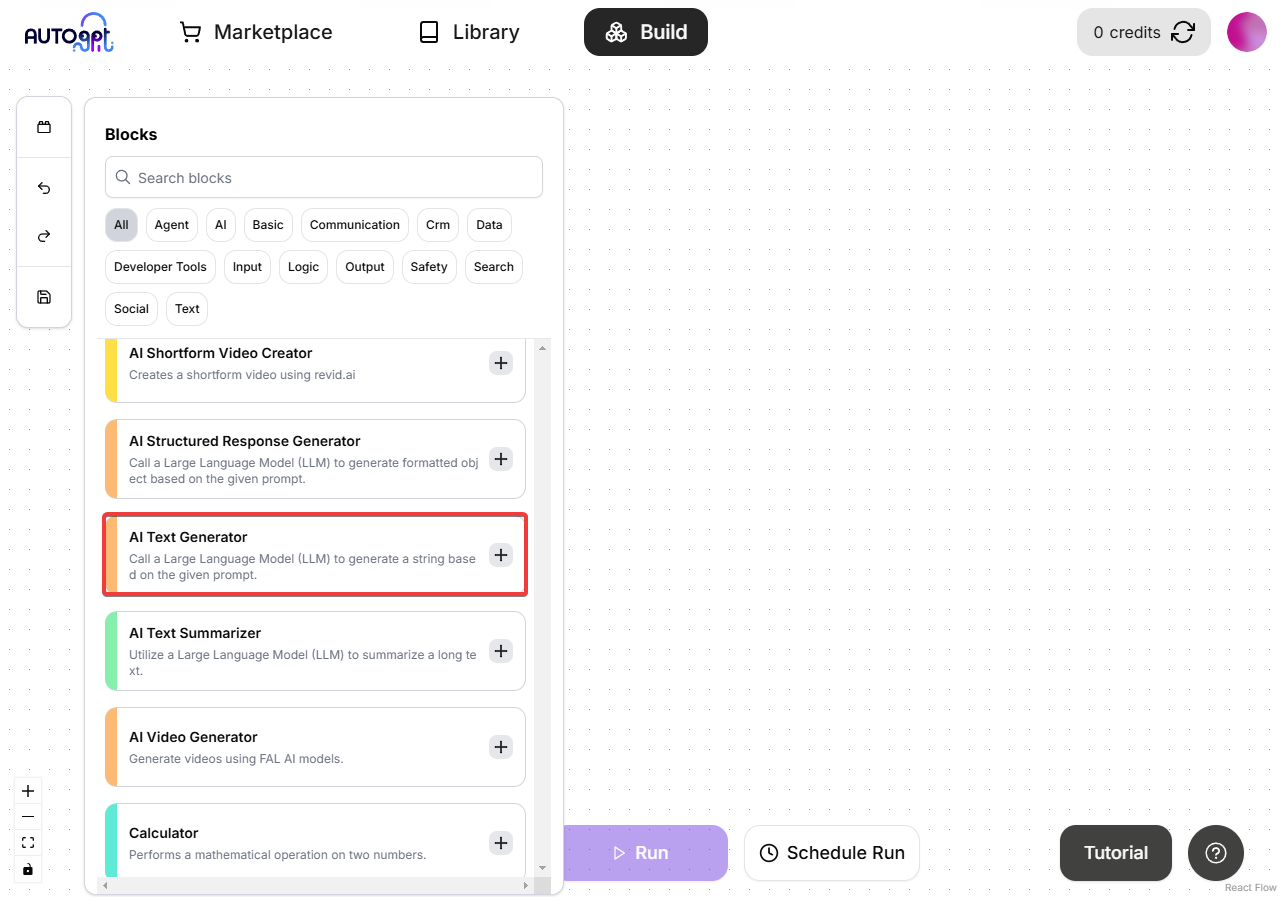 AUTOgpt
Marketplace
Library
Build
0 credits
Blocks
Search blocks
All
Agent
AI
Basic
Communication
Crm
Data
Developer Tools
Input
Logic
Output
Safety
Search
Social
Text
AI Shortform Video Creator
Creates a shortform video using revid.ai
AI Structured Response Generator
Call a Large Language Model (LLM) to generate formatted obj
ect based on the given prompt.
AI Text Generator
Call a Large Language Model (LLM) to generate a string base
d on the given prompt.
AI Text Summarizer
Utilize a Large Language Model (LLM) to summarize a long te
xt.
AI Video Generator
Generate videos using FAL AI models.
Calculator
Performs a mathematical operation on two numbers.
Run
Schedule Run
Tutorial
React Flow